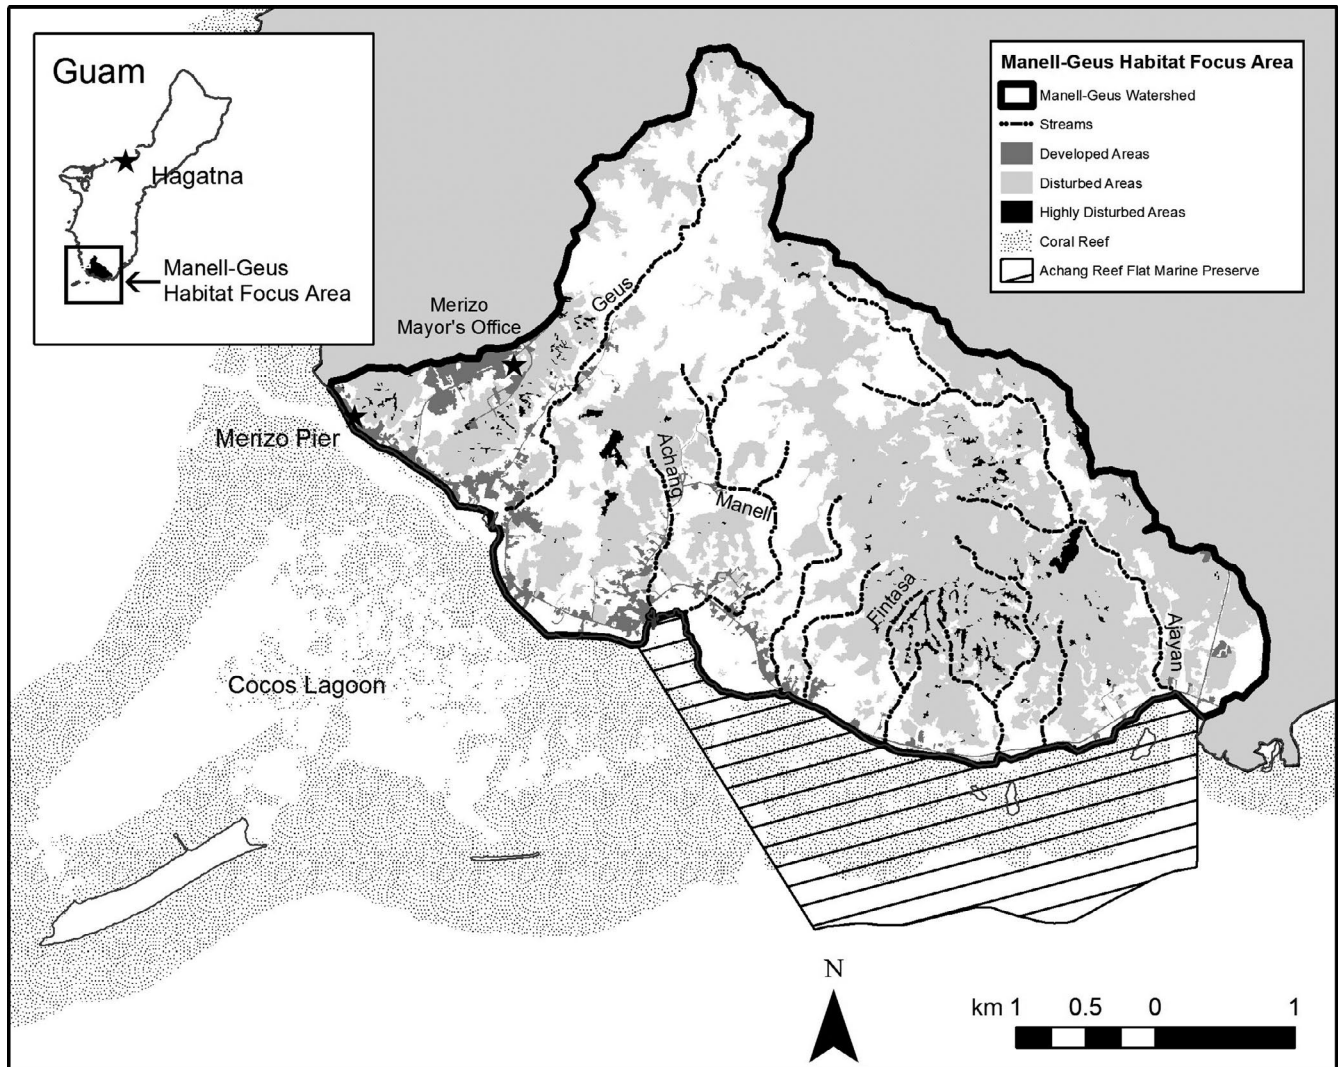 Guam
Hagatna
Manell-Geus
Habitat Focus Area
Manell-Geus Habitat Focus Area
Manell-Geus Watershed
Streams
Developed Areas
Disturbed Areas
Highly Disturbed Areas
Coral Reef
Achang Reef Flat Marine Preserve
Merizo
Mayor's Office
Geus
Merizo Pier
Achang
Manell
Fintasa
Ajayan
Cocos Lagoon
N
km 1 0.5 0 1